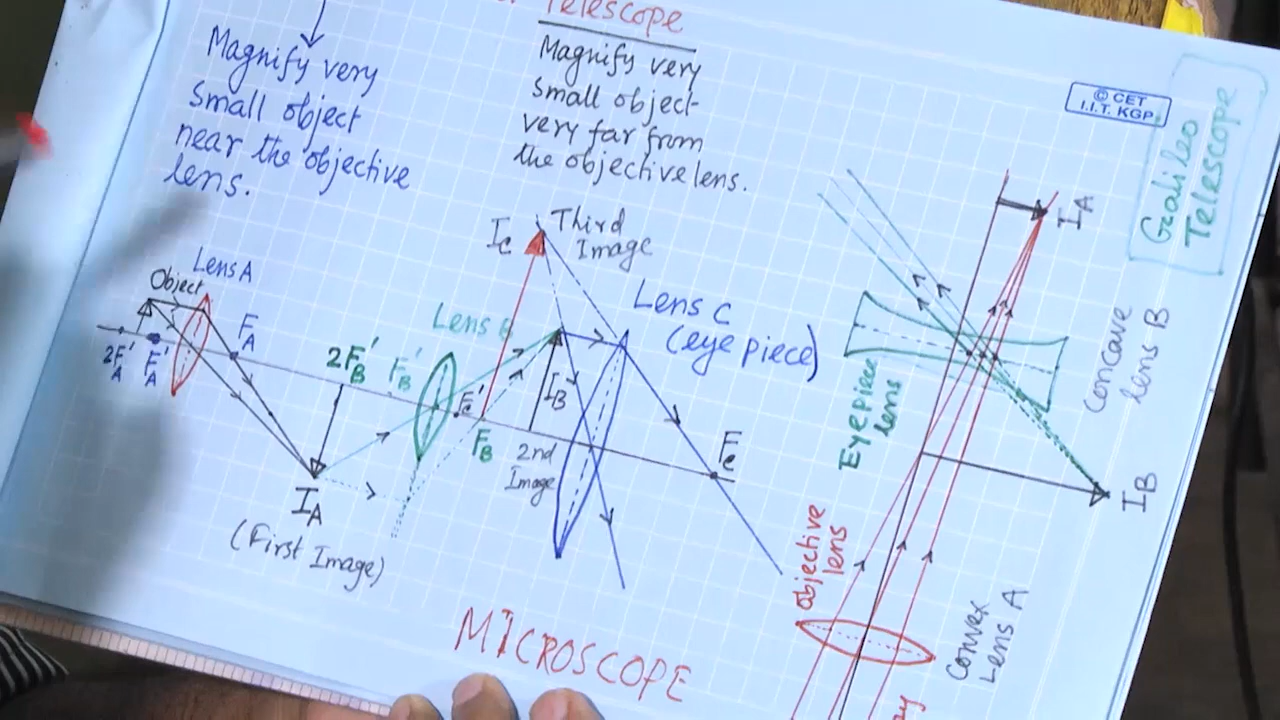 Telescope
Magnify very
small object
near the objective
lens.
Magnify very
small object
very far from
the objective lens.
© CET
I.I.T. KGP
Galileo
Telescope
Lens A
Object
2F'A
F'A
FA
IA
(First Image)
2F'B
F'B
Lens
Fc'
FB
Ic
Third
Image
IB
2nd
Image
Lens C
(eye piece)
Fc
MICROSCOPE
IA
Concave
Lens B
Eyepiece
lens
IB
Objective
lens
Convex
Lens A